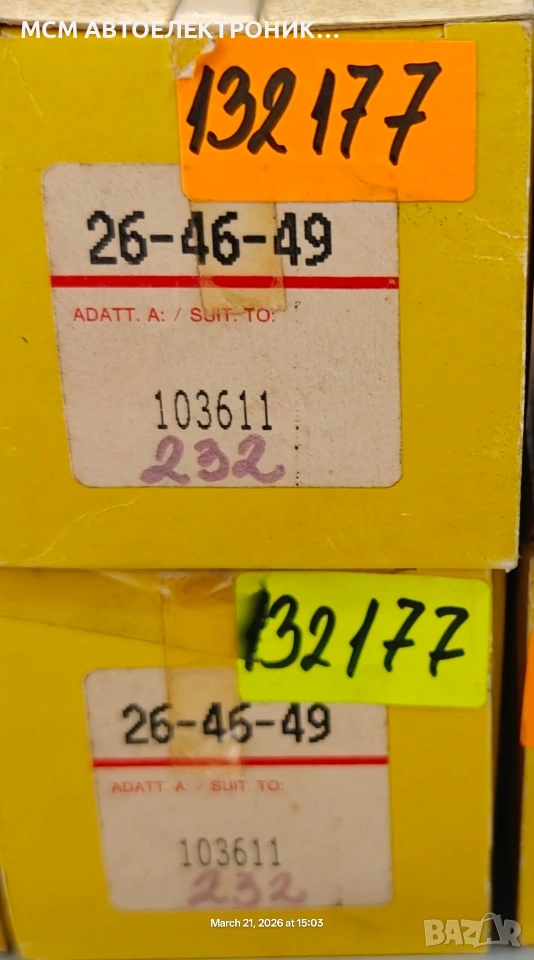 МСМ АВТОЕЛЕКТРОНИК...
132177
26-46-49
ADATT. A: / SUIT. TO:
103611
232
132177
26-46-49
ADATT. A: / SUIT. TO:
103611
232
March 21, 2026 at 15:03
BAZAR